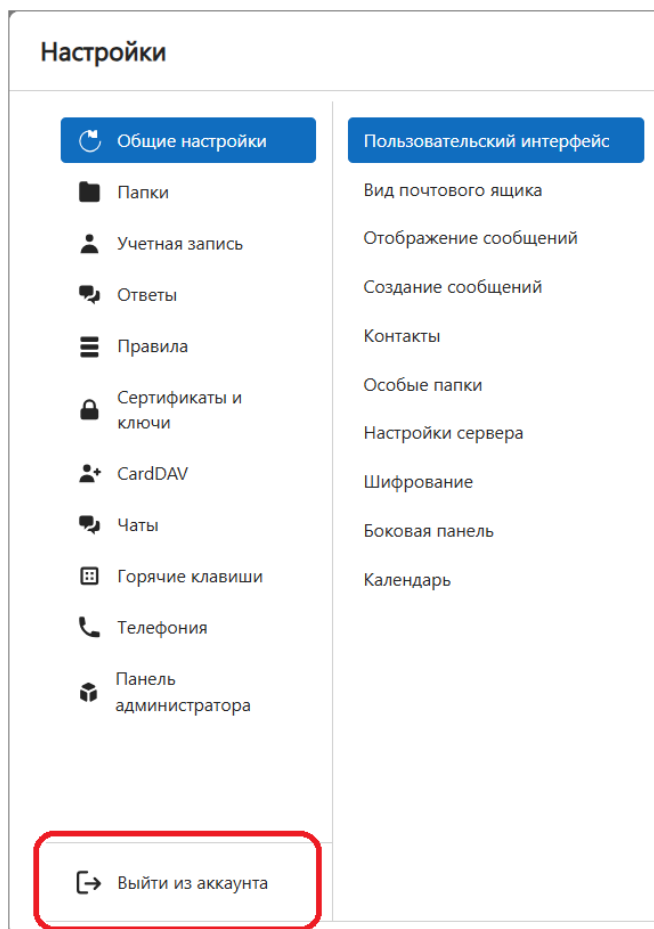 Настройки
Общие настройки
Папки
Учетная запись
Ответы
Правила
Сертификаты и
ключи
CardDAV
Чаты
Горячие клавиши
Телефония
Панель
администратора
Выйти из аккаунта
Пользовательский интерфейс
Вид почтового ящика
Отображение сообщений
Создание сообщений
Контакты
Особые папки
Настройки сервера
Шифрование
Боковая панель
Календарь